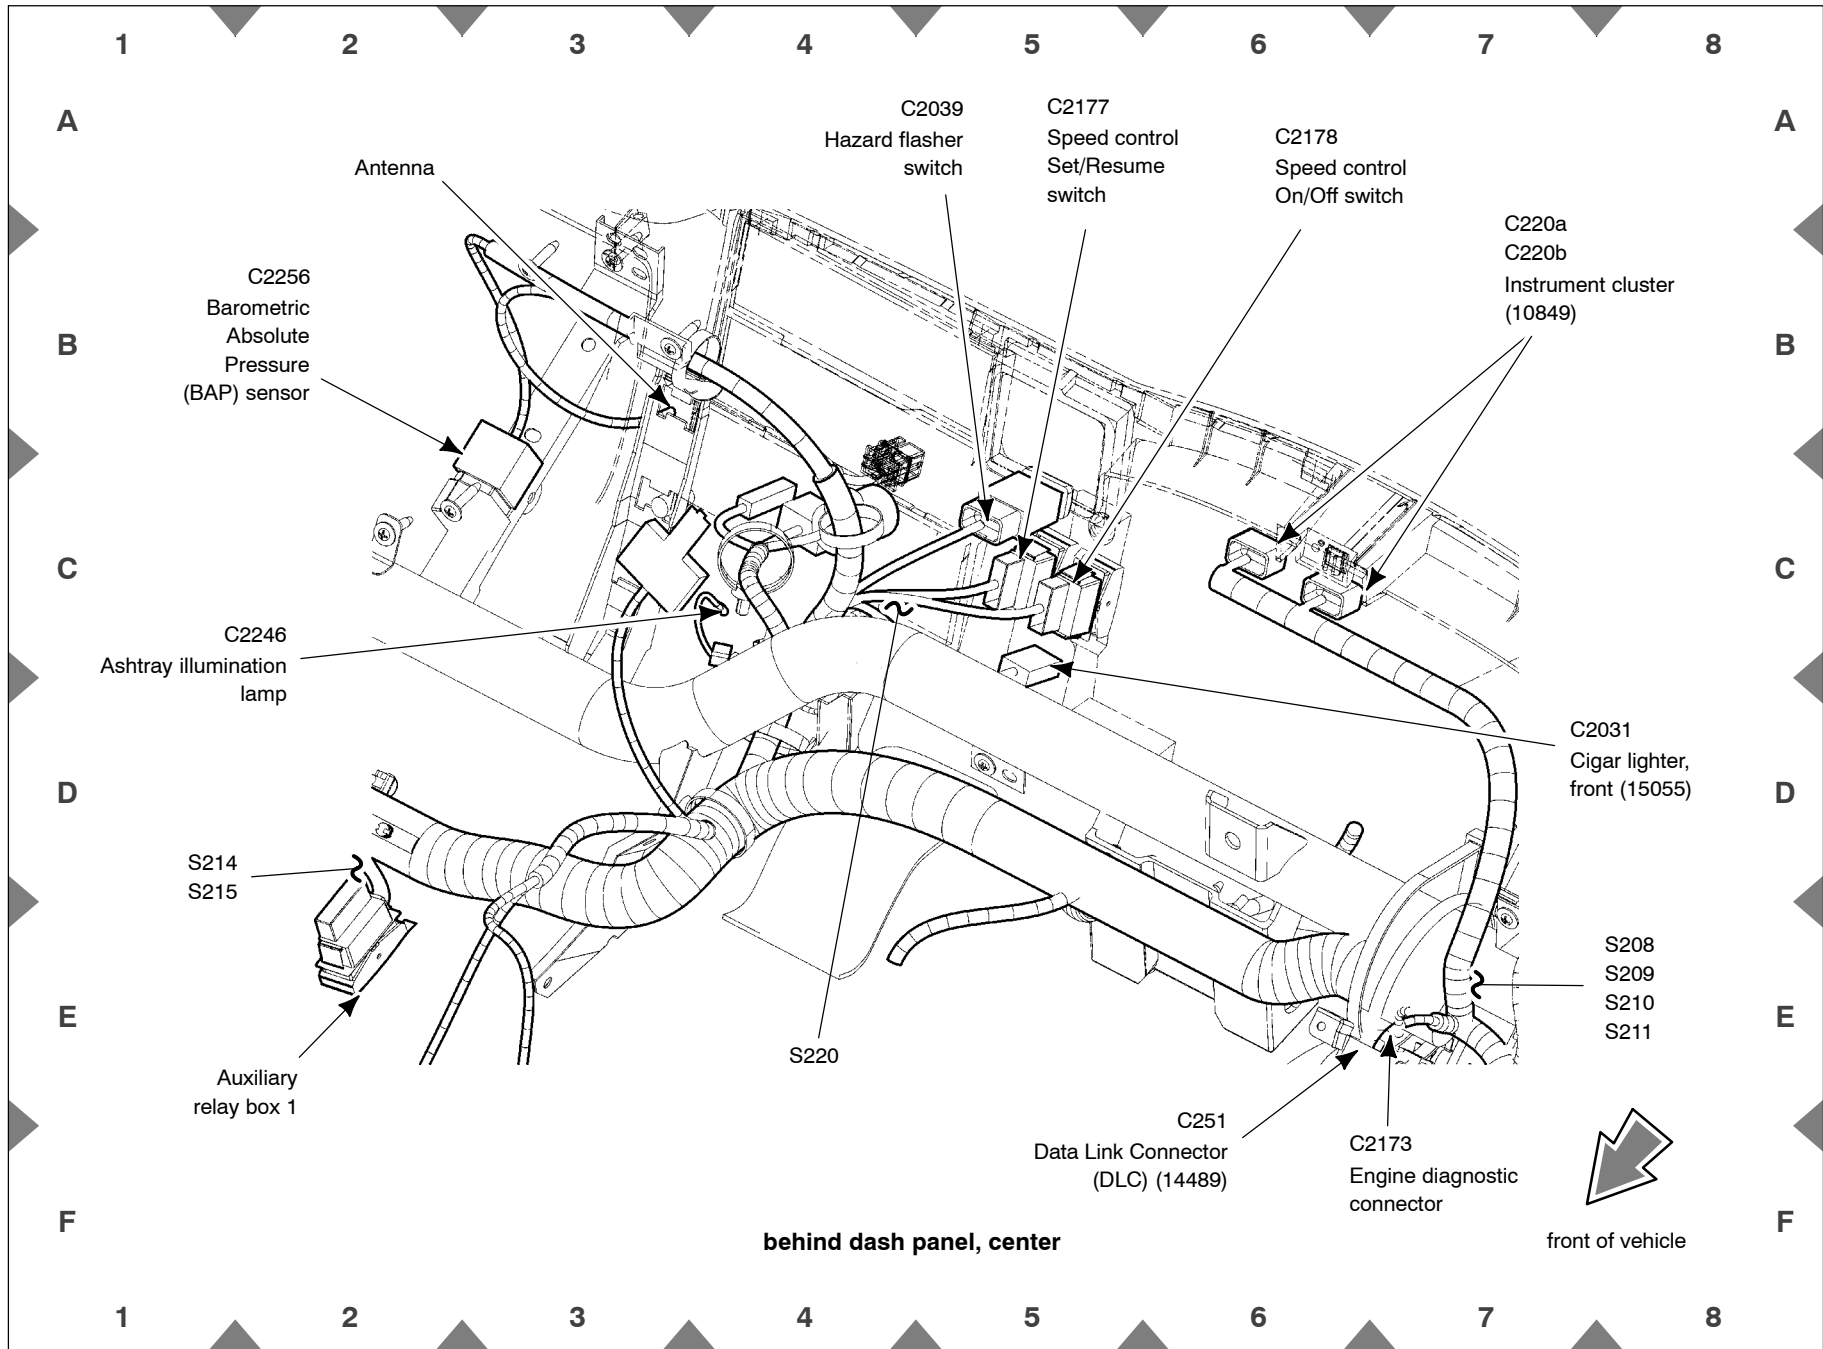 1 2 3 4 5 6 7 8
A A
C2039
Hazard flasher
switch
C2177
Speed control
Set/Resume
switch
C2178
Speed control
On/Off switch
Antenna
C220a
C220b
Instrument cluster
(10849)
C2256
Barometric
Absolute
Pressure
(BAP) sensor
B B
C C
C2246
Ashtray illumination
lamp
C2031
Cigar lighter,
front (15055)
D D
S214
S215
S208
S209
S210
S211
E E
S220
Auxiliary
relay box 1
C251
Data Link Connector
(DLC) (14489)
C2173
Engine diagnostic
connector
F F
behind dash panel, center
front of vehicle
1 2 3 4 5 6 7 8